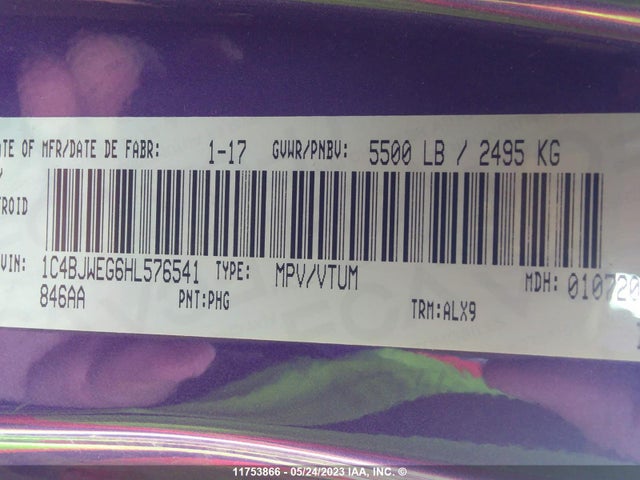 ATE OF MFR/DATE DE FABR: 1-17 GVWR/PNBV: 5500 LB / 2495 KG
TROID
VIN: 1C4BJWEG6HL576541 TYPE: MPV/VTUM MDH: 010720
846AA PNT:PHG TRM:ALX9
11753866 - 05/24/2023 IAA, INC. ©